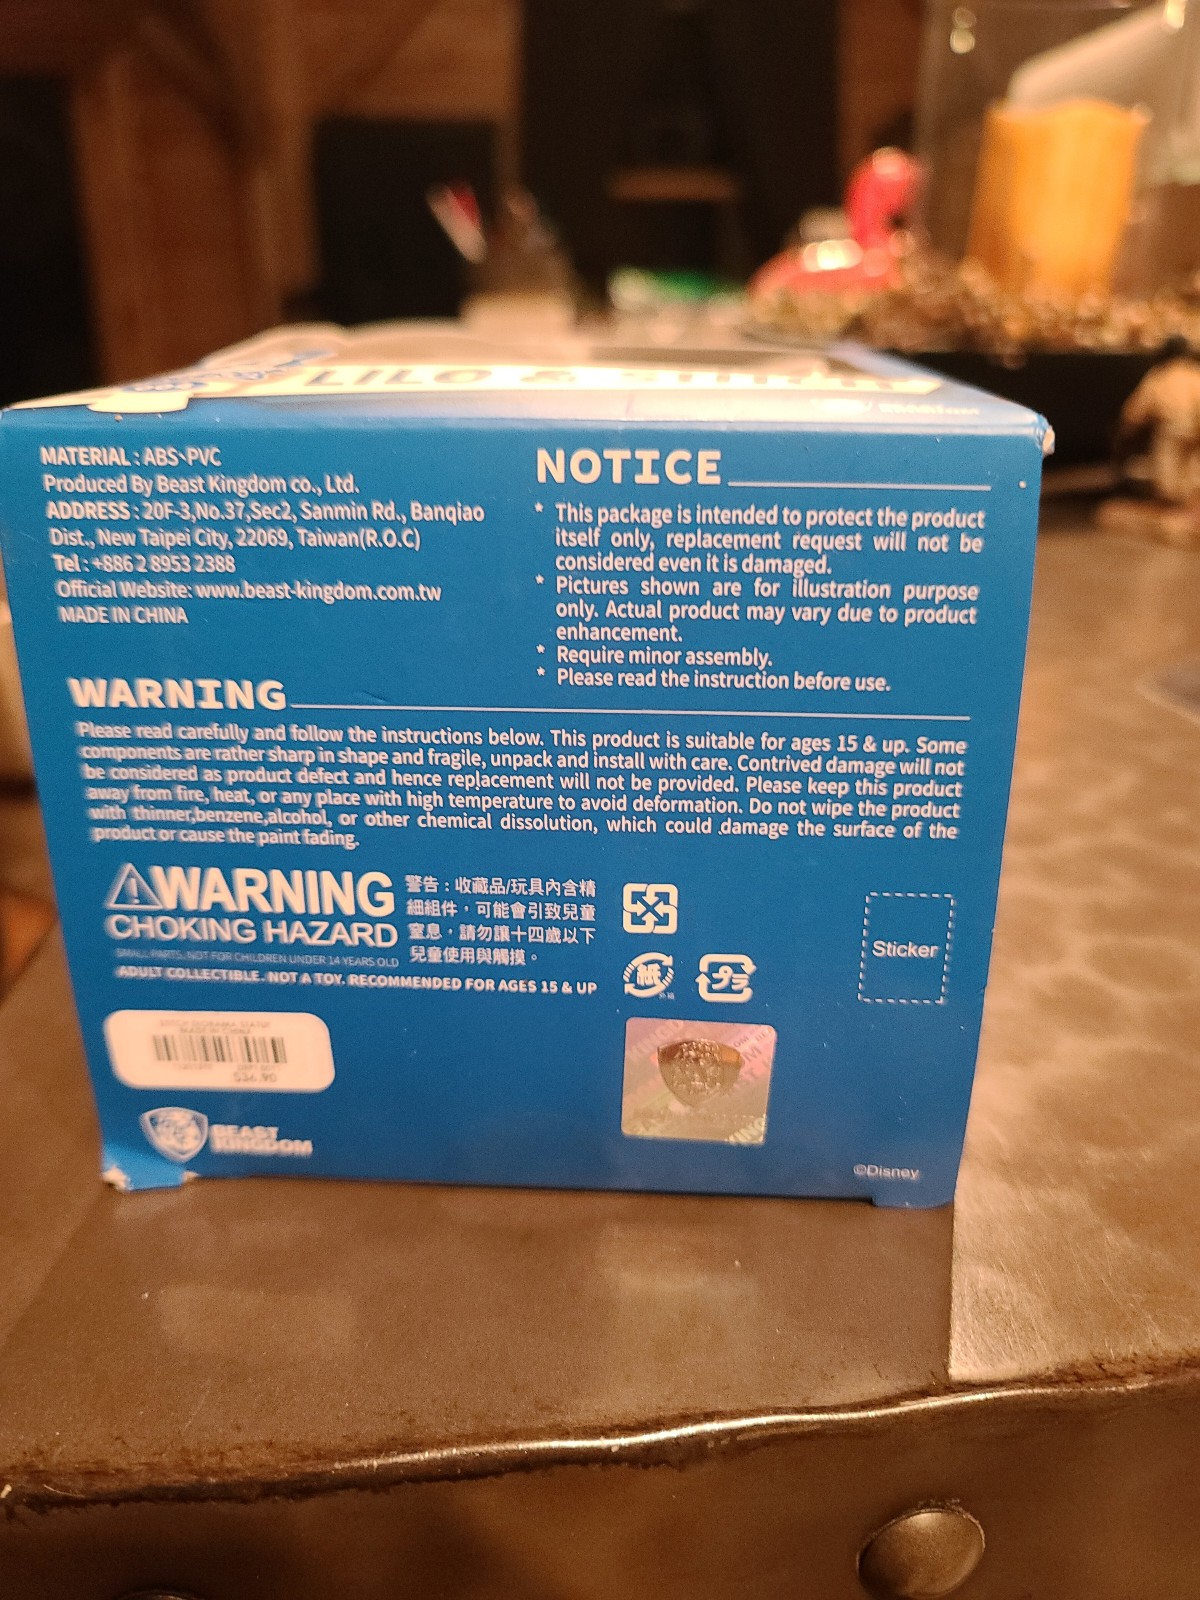 LILO &
MATERIAL : ABS、PVC
Produced By Beast Kingdom co., Ltd.
ADDRESS : 20F-3,No.37,Sec2, Sanmin Rd., Banqiao
Dist., New Taipei City, 22069, Taiwan(R.O.C)
Tel : +886 2 8953 2388
Official Website: www.beast-kingdom.com.tw
MADE IN CHINA
NOTICE
* This package is intended to protect the product
itself only, replacement request will not be
considered even it is damaged.
* Pictures shown are for illustration purpose
only. Actual product may vary due to product
enhancement.
* Require minor assembly.
* Please read the instruction before use.
WARNING
Please read carefully and follow the instructions below. This product is suitable for ages 15 & up. Some
components are rather sharp in shape and fragile, unpack and install with care. Contrived damage will not
be considered as product defect and hence replacement will not be provided. Please keep this product
away from fire, heat, or any place with high temperature to avoid deformation. Do not wipe the product
with thinner,benzene,alcohol, or other chemical dissolution, which could .damage the surface of the
product or cause the paint fading.
WARNING
CHOKING HAZARD
SMALL PARTS. NOT FOR CHILDREN UNDER 14 YEARS OLD
ADULT COLLECTIBLE. NOT A TOY. RECOMMENDED FOR AGES 15 & UP
警告：收藏品/玩具內含精
細組件，可能會引致兒童
窒息，請勿讓十四歲以下
兒童使用與觸摸。
紙
プラ
Sticker
MADE IN CHINA
$36.90
BEAST
KINGDOM
©Disney